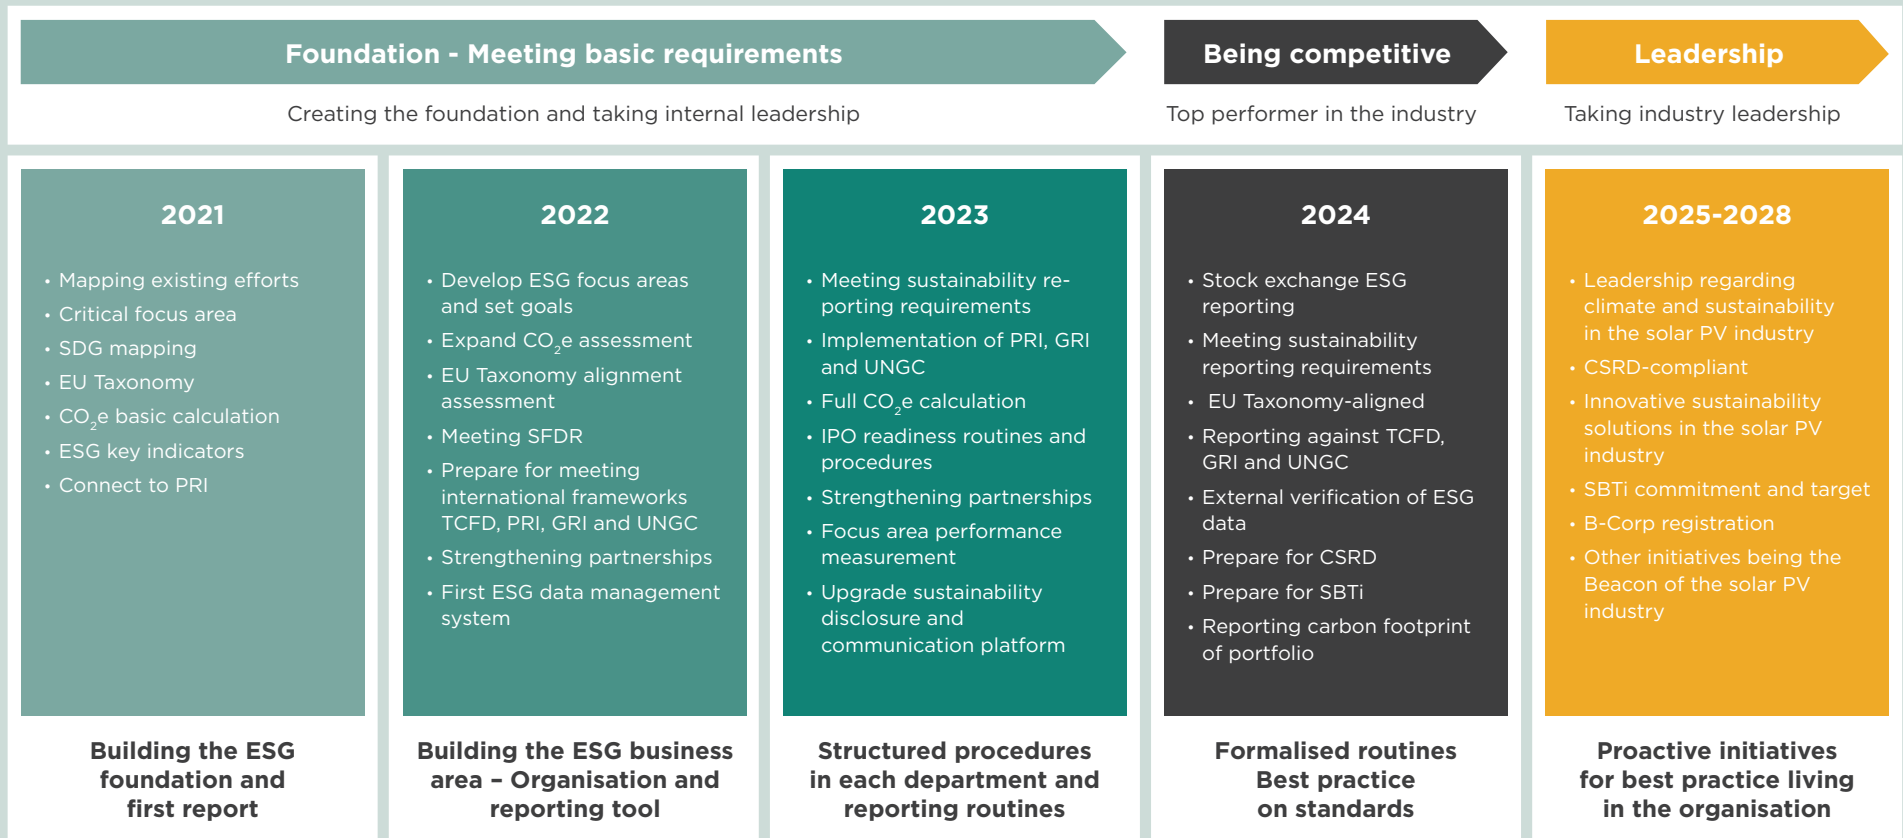 Foundation - Meeting basic requirements
Being competitive
Leadership
Creating the foundation and taking internal leadership
Top performer in the industry
Taking industry leadership
2021
• Mapping existing efforts
• Critical focus area
• SDG mapping
• EU Taxonomy
• CO₂e basic calculation
• ESG key indicators
• Connect to PRI
Building the ESG
foundation and
first report
2022
• Develop ESG focus areas
and set goals
• Expand CO₂e assessment
• EU Taxonomy alignment
assessment
• Meeting SFDR
• Prepare for meeting
international frameworks
TCFD, PRI, GRI and UNGC
• Strengthening partnerships
• First ESG data management
system
Building the ESG business
area – Organisation and
reporting tool
2023
• Meeting sustainability re-
porting requirements
• Implementation of PRI, GRI
and UNGC
• Full CO₂e calculation
• IPO readiness routines and
procedures
• Strengthening partnerships
• Focus area performance
measurement
• Upgrade sustainability
disclosure and
communication platform
Structured procedures
in each department and
reporting routines
2024
• Stock exchange ESG
reporting
• Meeting sustainability
reporting requirements
• EU Taxonomy-aligned
• Reporting against TCFD,
GRI and UNGC
• External verification of ESG
data
• Prepare for CSRD
• Prepare for SBTi
• Reporting carbon footprint
of portfolio
Formalised routines
Best practice
on standards
2025-2028
• Leadership regarding
climate and sustainability
in the solar PV industry
• CSRD-compliant
• Innovative sustainability
solutions in the solar PV
industry
• SBTi commitment and target
• B-Corp registration
• Other initiatives being the
Beacon of the solar PV
industry
Proactive initiatives
for best practice living
in the organisation